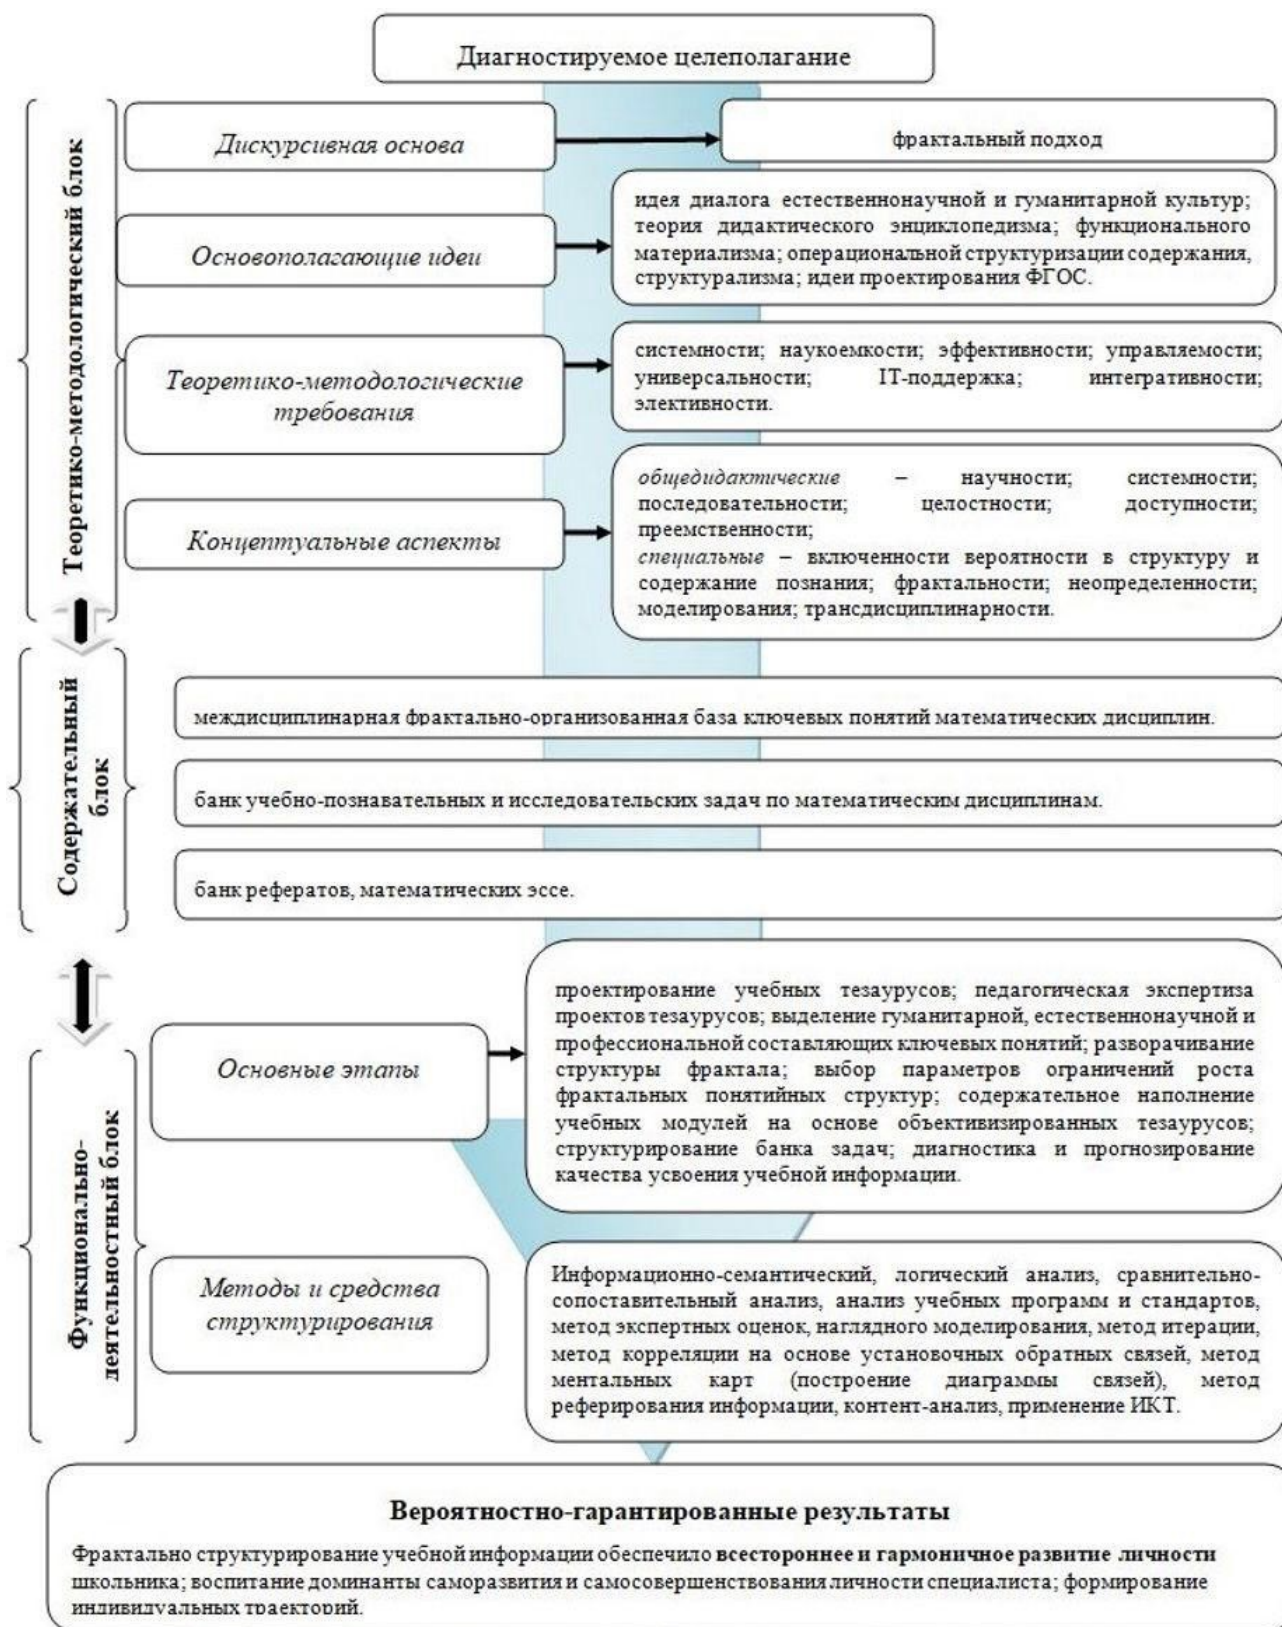 Диагностируемое целеполагание
Теоретико-методологический блок
Дискурсивная основа
фрактальный подход
Основополагающие идеи
идея диалога естественнонаучной и гуманитарной культур;
теория дидактического энциклопедизма; функционального
материализма; операциональной структуризации содержания,
структурализма; идеи проектирования ФГОС.
Теоретико-методологические
требования
системности; наукоемкости; эффективности; управляемости;
универсальности; IT-поддержка; интегративности;
элективности.
Концептуальные аспекты
общедидактические – научности; системности;
последовательности; целостности; доступности;
преемственности;
специальные – включенности вероятности в структуру и
содержание познания; фрактальности; неопределенности;
моделирования; трансдисциплинарности.
Содержательный
блок
междисциплинарная фрактально-организованная база ключевых понятий математических дисциплин.
банк учебно-познавательных и исследовательских задач по математическим дисциплинам.
банк рефератов, математических эссе.
Функционально-
деятельностный блок
Основные этапы
проектирование учебных тезаурусов; педагогическая экспертиза
проектов тезаурусов; выделение гуманитарной, естественнонаучной и
профессиональной составляющих ключевых понятий; разворачивание
структуры фрактала; выбор параметров ограничений роста
фрактальных понятийных структур; содержательное наполнение
учебных модулей на основе объективизированных тезаурусов;
структурирование банка задач; диагностика и прогнозирование
качества усвоения учебной информации.
Методы и средства
структурирования
Информационно-семантический, логический анализ, сравнительно-
сопоставительный анализ, анализ учебных программ и стандартов,
метод экспертных оценок, наглядного моделирования, метод итерации,
метод корреляции на основе установочных обратных связей, метод
ментальных карт (построение диаграммы связей), метод
реферирования информации, контент-анализ, применение ИКТ.
Вероятностно-гарантированные результаты
Фрактально структурирование учебной информации обеспечило всестороннее и гармоничное развитие личности
школьника; воспитание доминанты саморазвития и самосовершенствования личности специалиста; формирование
индивидуальных траекторий.